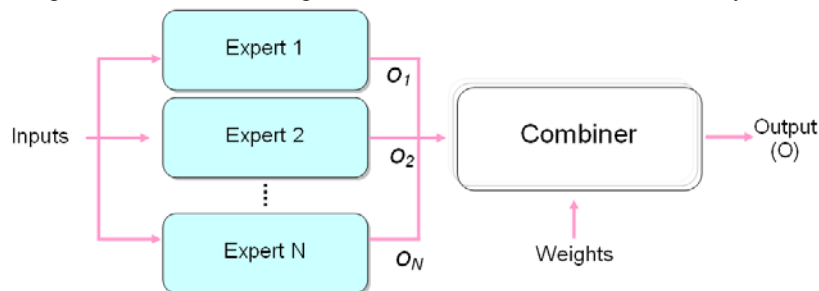 Expert 1
O1
Inputs
Expert 2
O2
Combiner
Output
(O)
Expert N
ON
Weights